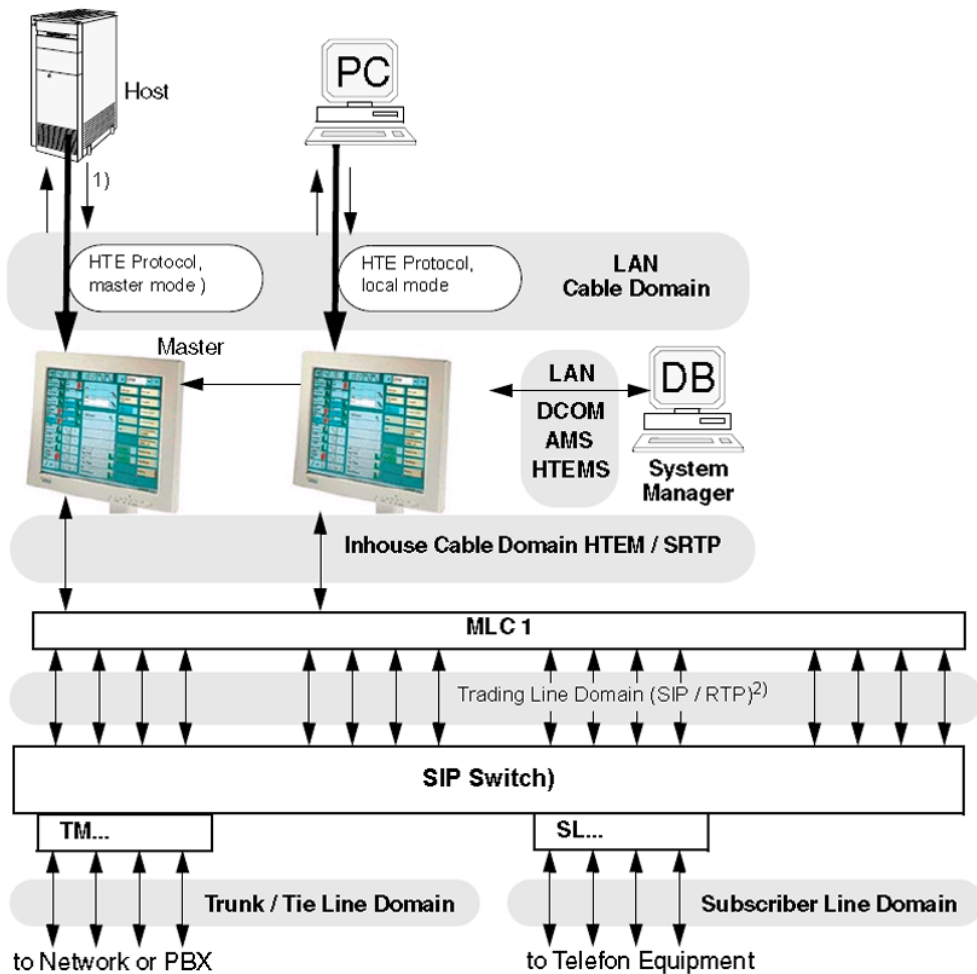 Host
PC
1)
HTE Protocol,
master mode )
HTE Protocol,
local mode
LAN
Cable Domain
Master
LAN
DCOM
AMS
HTEMS
DB
System
Manager
Inhouse Cable Domain HTEM / SRTP
MLC 1
Trading Line Domain (SIP / RTP)2)
SIP Switch)
TM...
SL...
Trunk / Tie Line Domain
Subscriber Line Domain
to Network or PBX
to Telefon Equipment